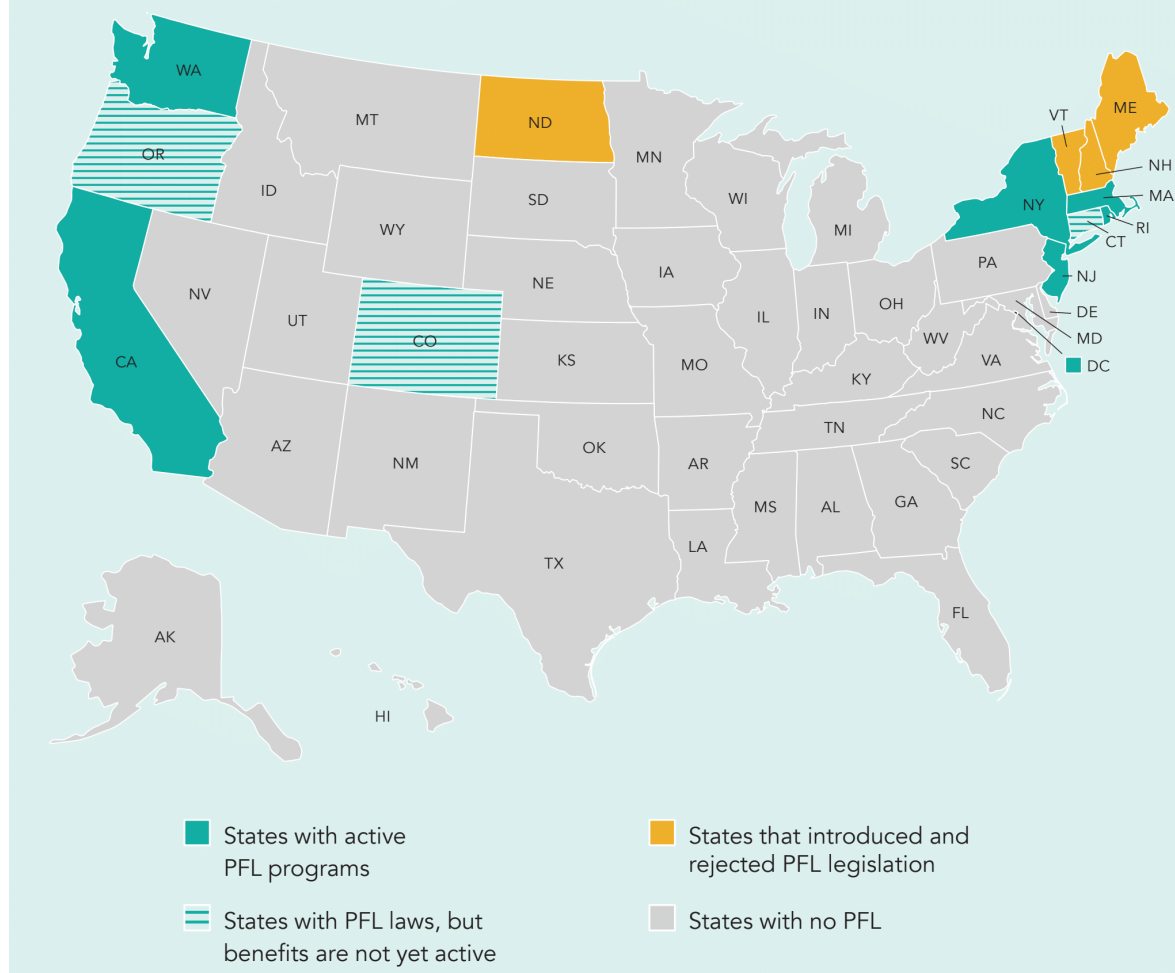 WA
MT
ND
VT
ME
OR
MN
NH
ID
SD
WI
MA
WY
MI
NY
RI
CT
IA
PA
NE
NJ
NV
OH
UT
IL
IN
DE
CO
WV
MD
CA
KS
MO
VA
DC
KY
NC
TN
AZ
OK
NM
AR
SC
MS
AL
GA
LA
TX
FL
AK
HI
States with active
PFL programs
States with PFL laws, but
benefits are not yet active
States that introduced and
rejected PFL legislation
States with no PFL